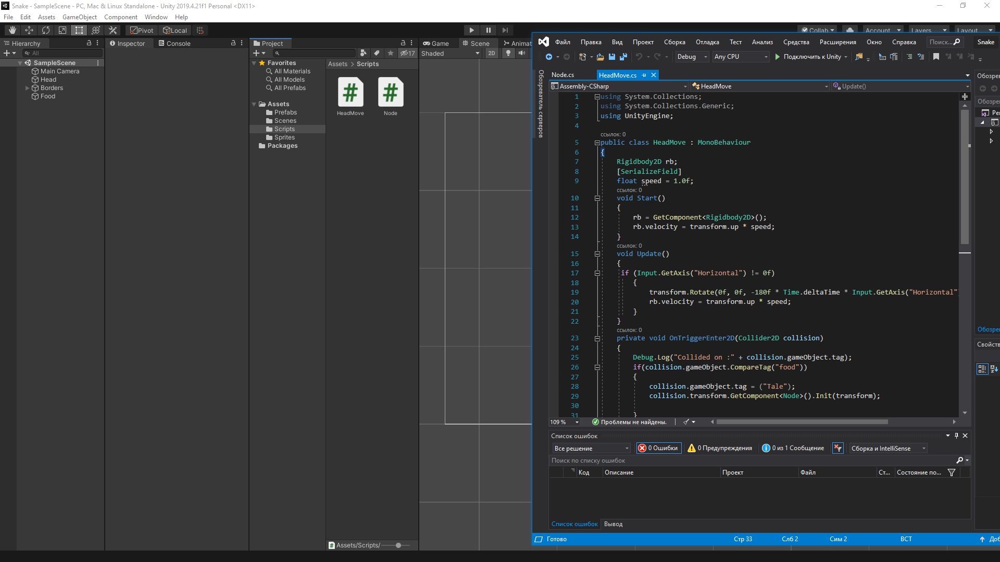 Snake - SampleScene - PC, Mac & Linux Standalone - Unity 2019.4.21f1 Personal <DX11>
File Edit Assets GameObject Component Window Help
Pivot Local
Collab Account Layers Layout
Hierarchy
All
SampleScene
Main Camera
Head
Borders
Food
Inspector
Console
Project
17
Favorites
All Materials
All Models
All Prefabs
Assets
Prefabs
Scenes
Scripts
Sprites
Packages
Assets > Scripts
HeadMove
Node
Assets/Scripts/
Game Scene Animat
Shaded 2D
Файл Правка Вид Проект Сборка Отладка Тест Анализ Средства Расширения Окно Справка Поиск... Snake
Debug Any CPU Подключить к Unity
Обозреватель серверов
Node.cs HeadMove.cs
Assembly-CSharp HeadMove Update()
1 using System.Collections;
2 using System.Collections.Generic;
3 using UnityEngine;
4
ссылок: 0
5 public class HeadMove : MonoBehaviour
6 {
7 Rigidbody2D rb;
8 [SerializeField]
9 float speed = 1.0f;
ссылок: 0
10 void Start()
11 {
12 rb = GetComponent<Rigidbody2D>();
13 rb.velocity = transform.up * speed;
14 }
ссылок: 0
15 void Update()
16 {
17 if (Input.GetAxis("Horizontal") != 0f)
18 {
19 transform.Rotate(0f, 0f, -180f * Time.deltaTime * Input.GetAxis("Horizontal"
20 rb.velocity = transform.up * speed;
21 }
22 }
ссылок: 0
23 private void OnTriggerEnter2D(Collider2D collision)
24 {
25 Debug.Log("Collided on :" + collision.gameObject.tag);
26 if(collision.gameObject.CompareTag("food"))
27 {
28 collision.gameObject.tag = ("Tale");
29 collision.transform.GetComponent<Node>().Init(transform);
30
31 }
109 % Проблемы не найдены.
Список ошибок
Все решение 0 Ошибки 0 Предупреждения 0 из 1 Сообщение Сборка и IntelliSense
Поиск по списку ошибок
Код Описание Проект Файл Ст... Состояние по...
Список ошибок Вывод
Готово Стр 33 Слб 2 Сим 2 ВСТ Доб
Обозрев
Обозрев
Ре
Обозрев
Свойств